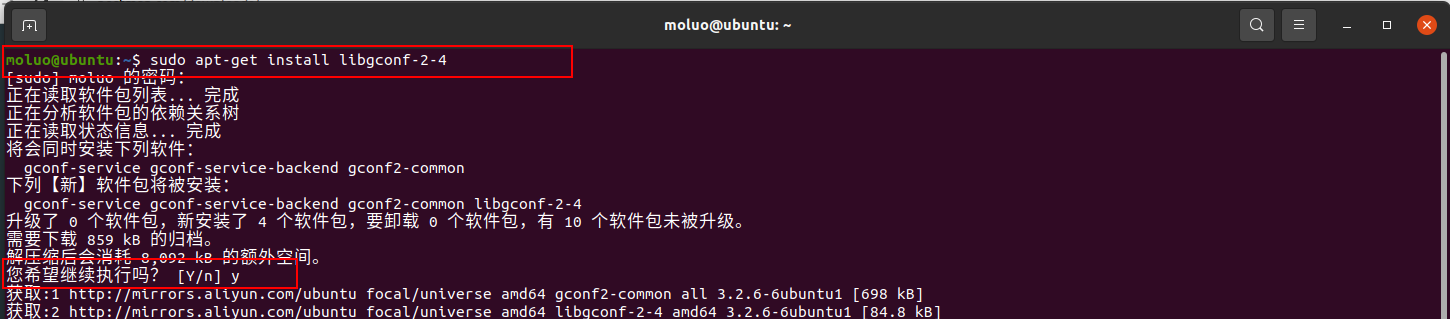 moluo@ubuntu: ~
moluo@ubuntu:~$ sudo apt-get install libgconf-2-4
[sudo] moluo 的密码:
正在读取软件包列表... 完成
正在分析软件包的依赖关系树
正在读取状态信息... 完成
将会同时安装下列软件:
gconf-service gconf-service-backend gconf2-common
下列【新】软件包将被安装:
gconf-service gconf-service-backend gconf2-common libgconf-2-4
升级了 0 个软件包，新安装了 4 个软件包，要卸载 0 个软件包，有 10 个软件包未被升级。
需要下载 859 kB 的归档。
解压缩后会消耗 8,092 kB 的额外空间。
您希望继续执行吗？ [Y/n] y
获取:1 http://mirrors.aliyun.com/ubuntu focal/universe amd64 gconf2-common all 3.2.6-6ubuntu1 [698 kB]
获取:2 http://mirrors.aliyun.com/ubuntu focal/universe amd64 libgconf-2-4 amd64 3.2.6-6ubuntu1 [84.8 kB]